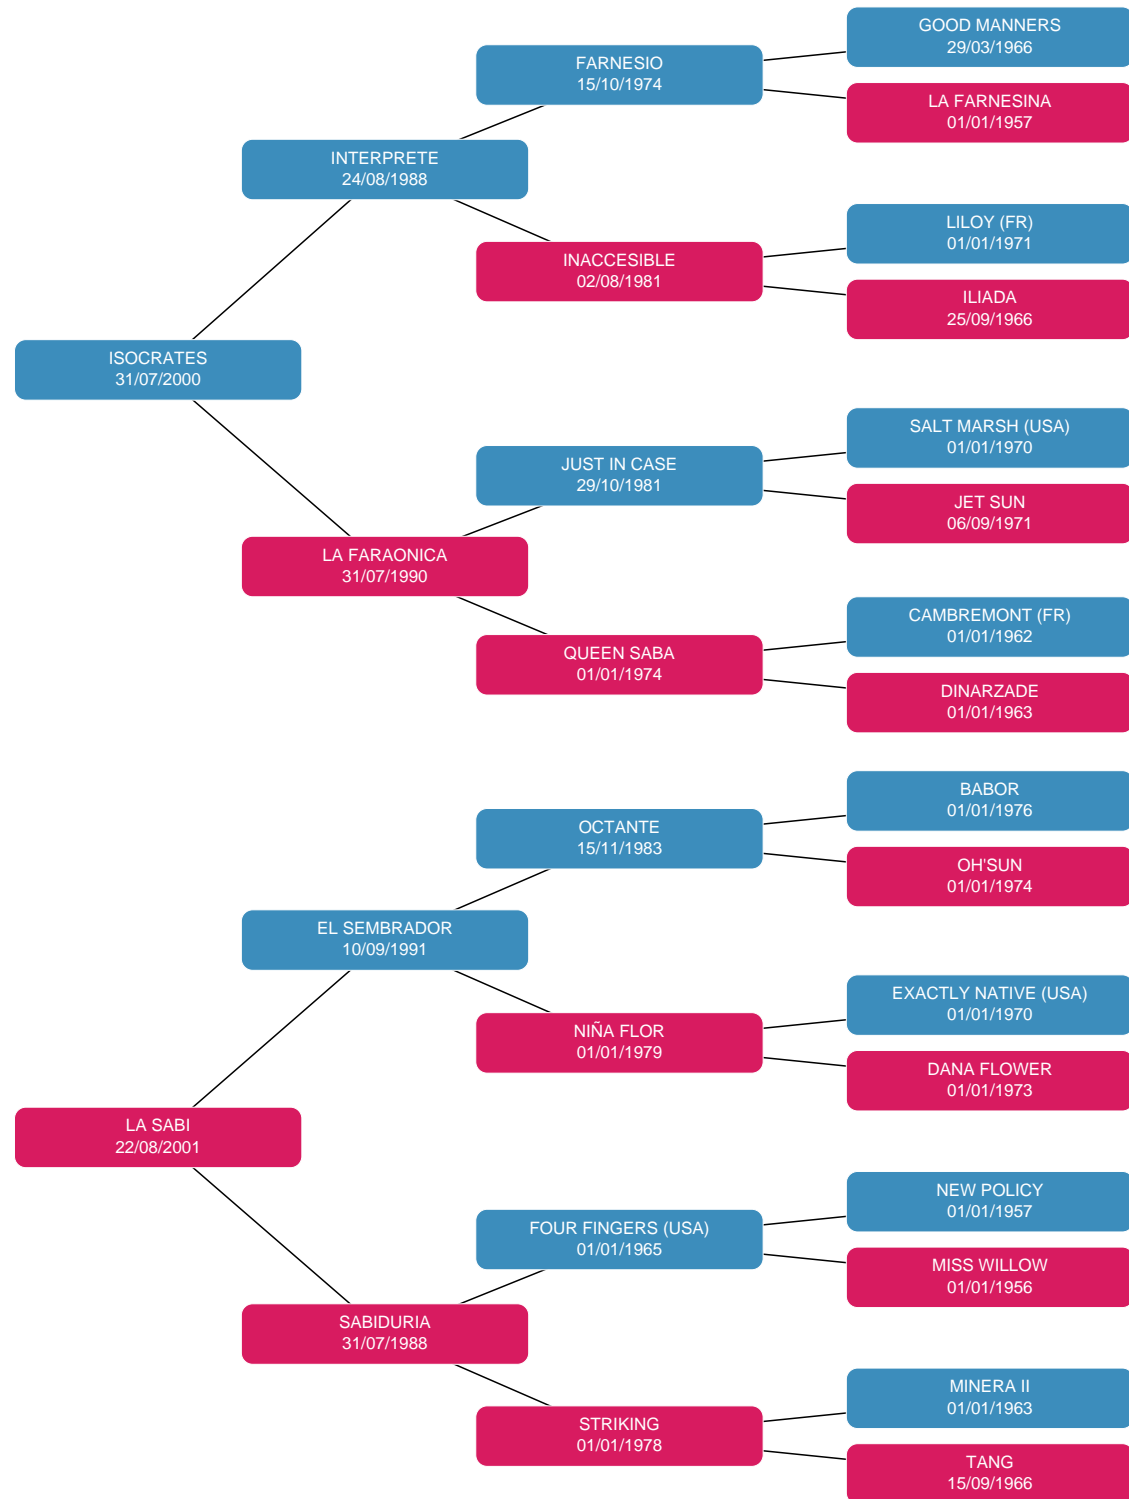 GOOD MANNERS
29/03/1966
FARNESIO
15/10/1974
LA FARNESINA
01/01/1957
INTERPRETE
24/08/1988
LILOY (FR)
01/01/1971
INACCESIBLE
02/08/1981
ILIADA
25/09/1966
ISOCRATES
31/07/2000
SALT MARSH (USA)
01/01/1970
JUST IN CASE
29/10/1981
JET SUN
06/09/1971
LA FARAONICA
31/07/1990
CAMBREMONT (FR)
01/01/1962
QUEEN SABA
01/01/1974
DINARZADE
01/01/1963
BABOR
01/01/1976
OCTANTE
15/11/1983
OH'SUN
01/01/1974
EL SEMBRADOR
10/09/1991
EXACTLY NATIVE (USA)
01/01/1970
NIÑA FLOR
01/01/1979
DANA FLOWER
01/01/1973
LA SABI
22/08/2001
NEW POLICY
01/01/1957
FOUR FINGERS (USA)
01/01/1965
MISS WILLOW
01/01/1956
SABIDURIA
31/07/1988
MINERA II
01/01/1963
STRIKING
01/01/1978
TANG
15/09/1966